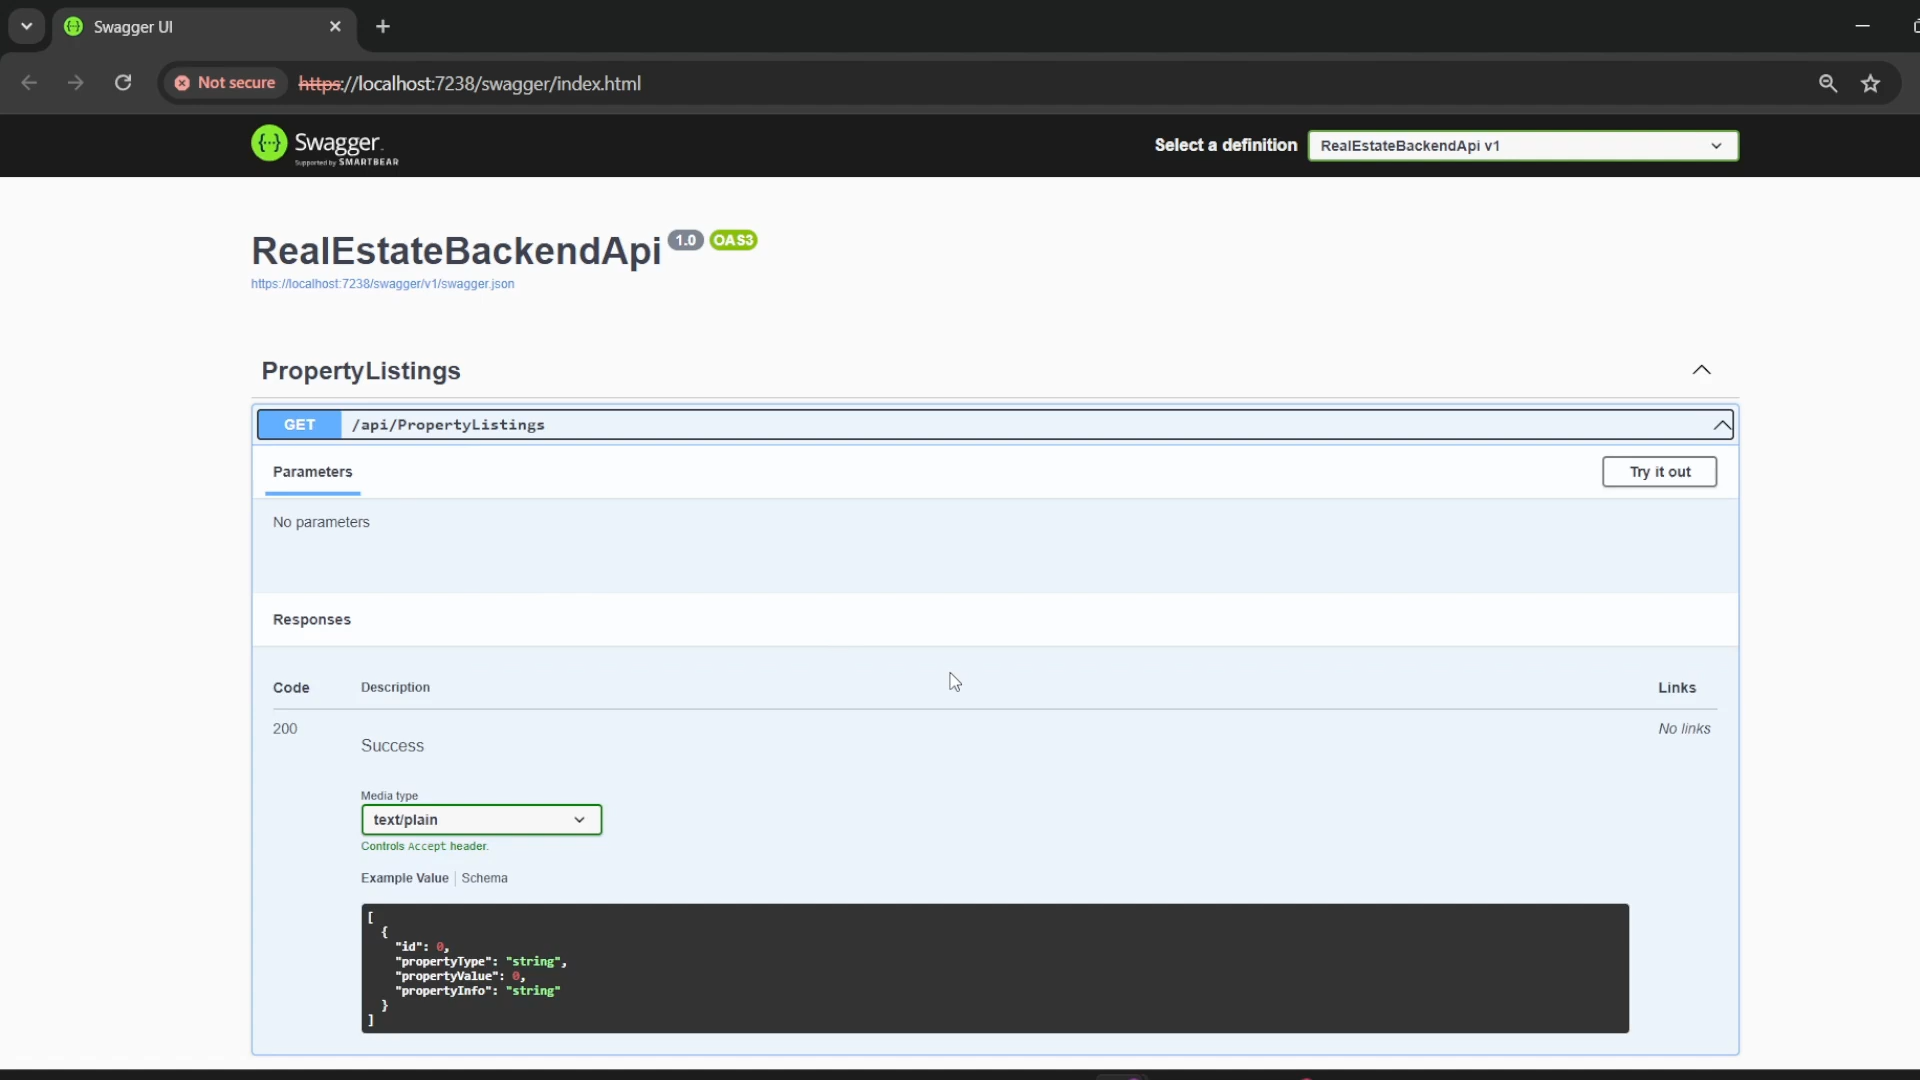 Swagger UI
Not secure https://localhost:7238/swagger/index.html
Swagger.
Supported by SMARTBEAR
Select a definition
RealEstateBackendApi v1
RealEstateBackendApi 1.0 OAS3
https://localhost:7238/swagger/v1/swagger.json
PropertyListings
GET /api/PropertyListings
Parameters
Try it out
No parameters
Responses
Code Description Links
200 Success No links
Media type
text/plain
Controls Accept header.
Example Value Schema
[
{
"id": 0,
"propertyType": "string",
"propertyValue": 0,
"propertyInfo": "string"
}
]